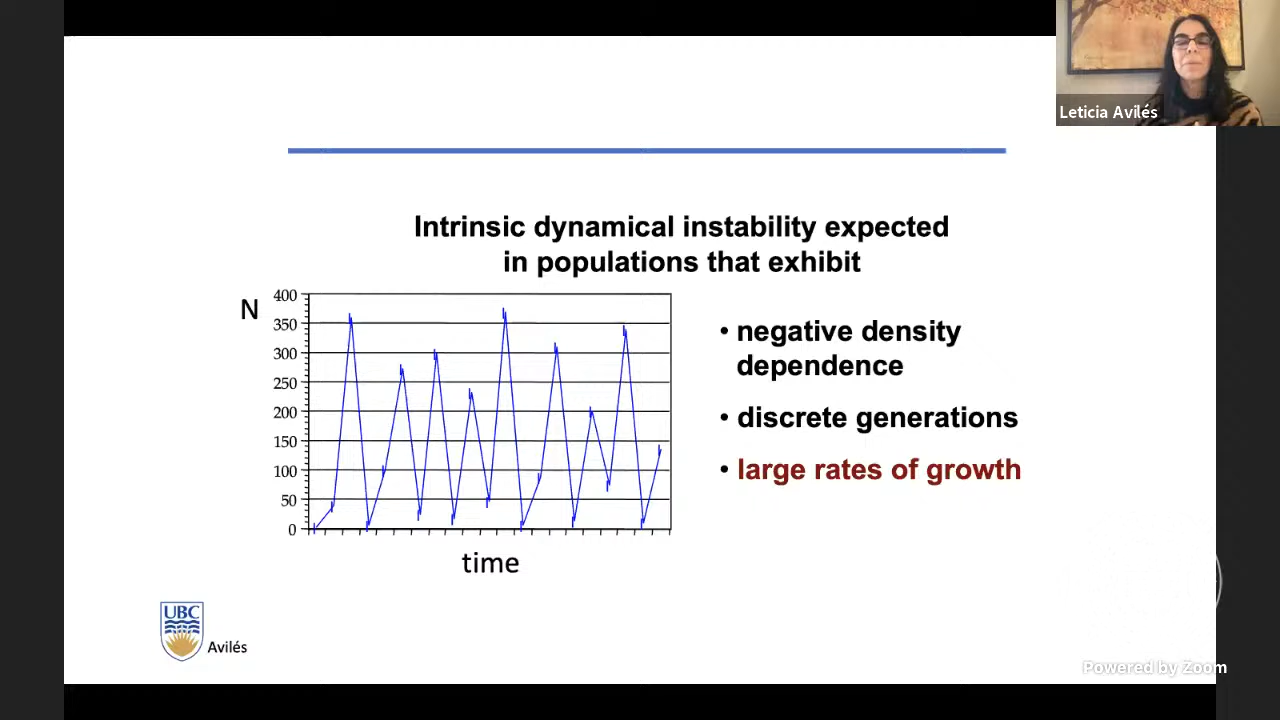 Leticia Avilés
Intrinsic dynamical instability expected
in populations that exhibit
N
400
350
300
250
200
150
100
50
0
time
• negative density
dependence
• discrete generations
• large rates of growth
UBC
Avilés
Powered by Zoom